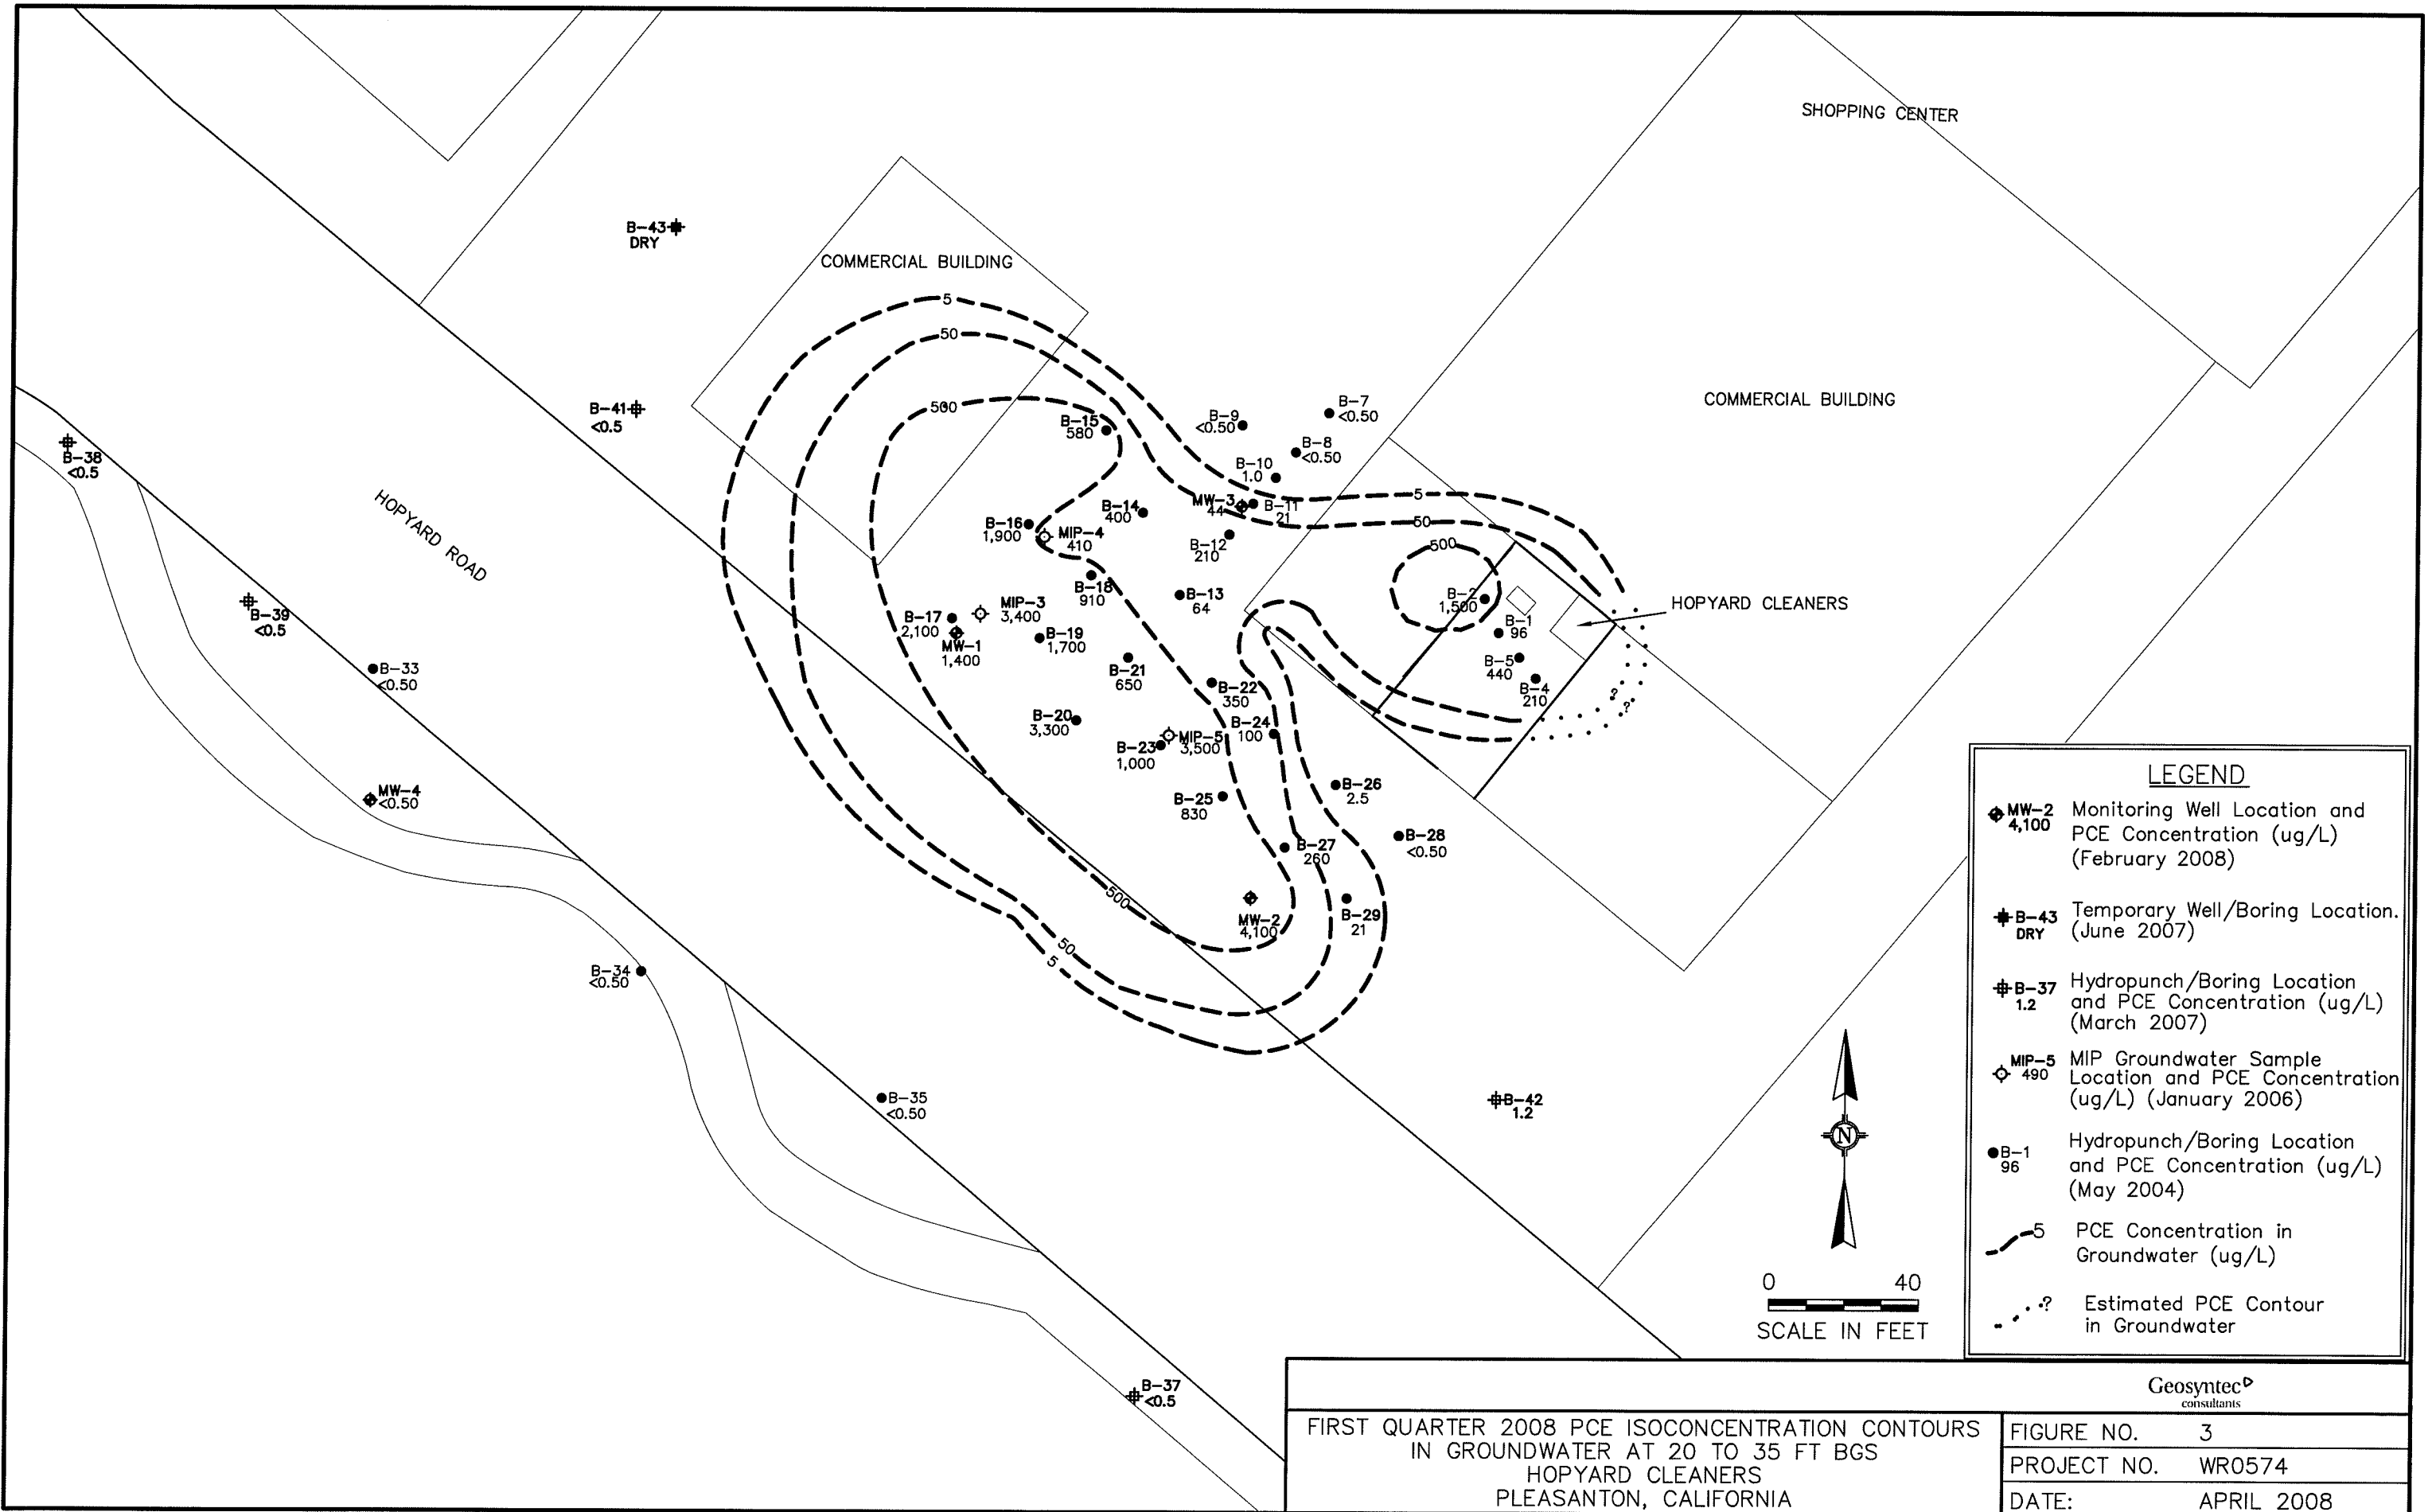 SHOPPING CENTER
B-43
DRY
COMMERCIAL BUILDING
5
50
500
B-41
<0.5
B-38
<0.5
HOPYARD ROAD
B-39
<0.5
B-33
<0.50
MW-4
<0.50
B-34
<0.50
B-35
<0.50
B-37
<0.5
B-15
580
B-9
<0.50
B-7
<0.50
B-8
<0.50
B-10
1.0
COMMERCIAL BUILDING
MW-3
44
B-11
21
5
50
500
B-14
400
B-16
1,900
MIP-4
410
B-12
210
B-18
910
B-13
64
B-2
1,500
HOPYARD CLEANERS
B-1
96
B-5
440
B-4
210
?
?
MIP-3
3,400
B-17
2,100
MW-1
1,400
B-19
1,700
B-21
650
B-22
350
B-20
3,300
B-24
100
MIP-5
3,500
B-23
1,000
B-26
2.5
B-25
830
B-28
<0.50
B-27
260
500
MW-2
4,100
B-29
21
50
5
B-42
1.2
N
0 40
SCALE IN FEET
LEGEND
MW-2 Monitoring Well Location and
4,100 PCE Concentration (ug/L)
(February 2008)
B-43 Temporary Well/Boring Location.
DRY (June 2007)
B-37 Hydropunch/Boring Location
1.2 and PCE Concentration (ug/L)
(March 2007)
MIP-5 MIP Groundwater Sample
490 Location and PCE Concentration
(ug/L) (January 2006)
B-1 Hydropunch/Boring Location
96 and PCE Concentration (ug/L)
(May 2004)
5 PCE Concentration in
Groundwater (ug/L)
? Estimated PCE Contour
in Groundwater
Geosyntec
consultants
FIRST QUARTER 2008 PCE ISOCONCENTRATION CONTOURS
IN GROUNDWATER AT 20 TO 35 FT BGS
HOPYARD CLEANERS
PLEASANTON, CALIFORNIA
FIGURE NO. 3
PROJECT NO. WR0574
DATE: APRIL 2008